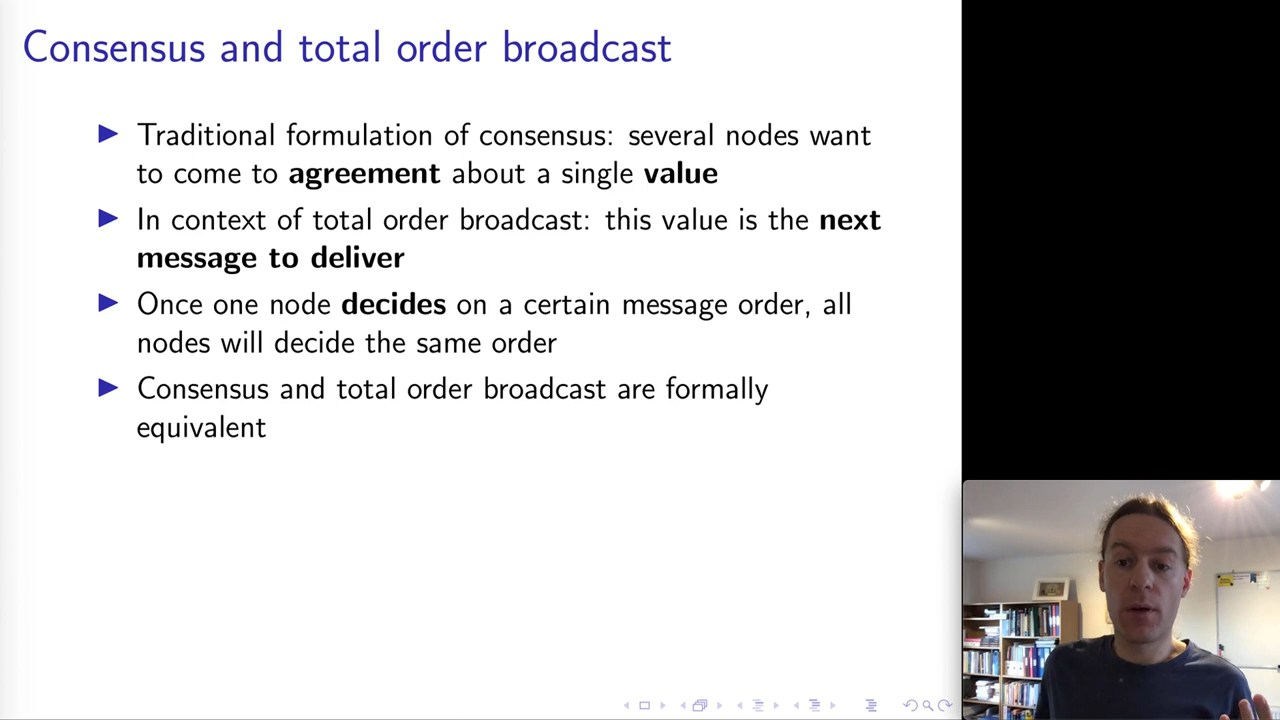 Consensus and total order broadcast
Traditional formulation of consensus: several nodes want
to come to agreement about a single value
In context of total order broadcast: this value is the next
message to deliver
Once one node decides on a certain message order, all
nodes will decide the same order
Consensus and total order broadcast are formally
equivalent